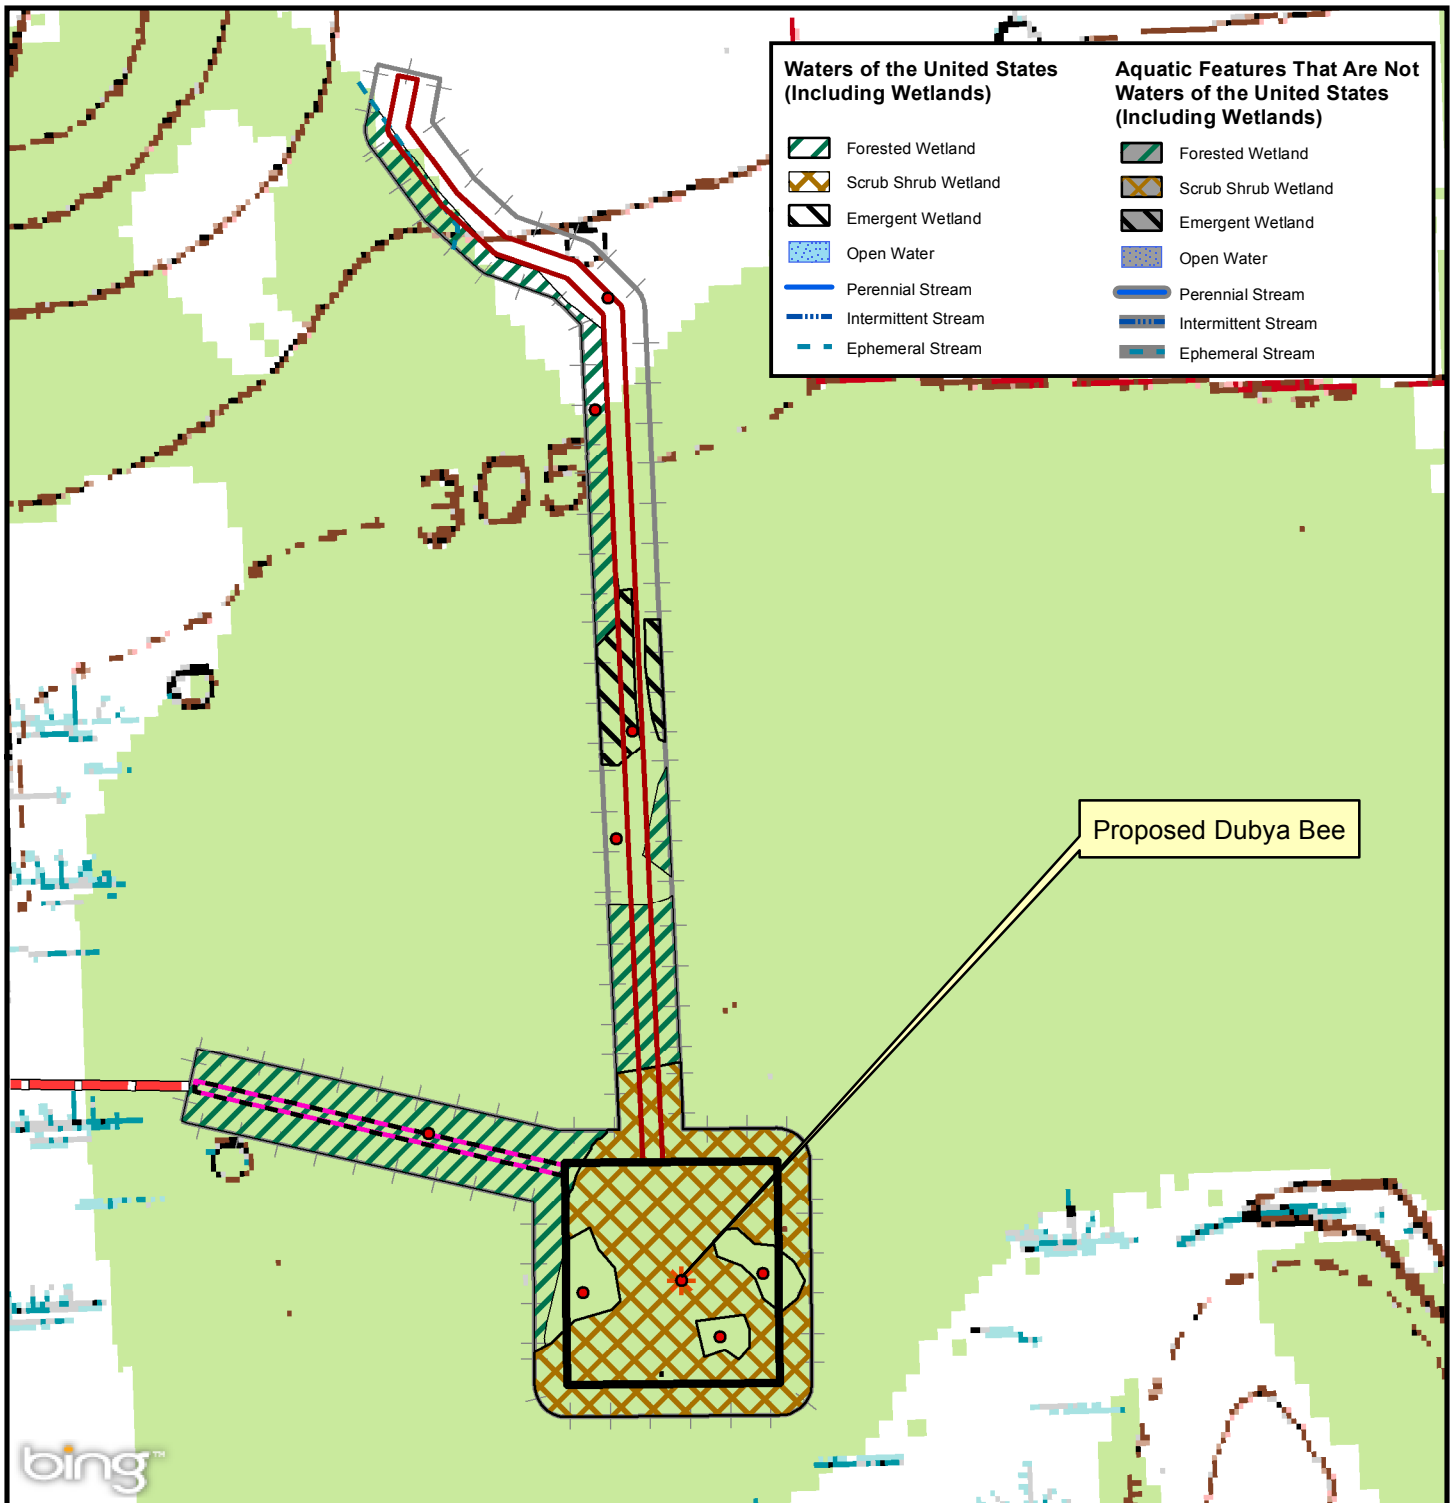 Waters of the United States
(Including Wetlands)
Forested Wetland
Scrub Shrub Wetland
Emergent Wetland
Open Water
Perennial Stream
Intermittent Stream
Ephemeral Stream
Aquatic Features That Are Not
Waters of the United States
(Including Wetlands)
Forested Wetland
Scrub Shrub Wetland
Emergent Wetland
Open Water
Perennial Stream
Intermittent Stream
Ephemeral Stream
305
Proposed Dubya Bee
bing™